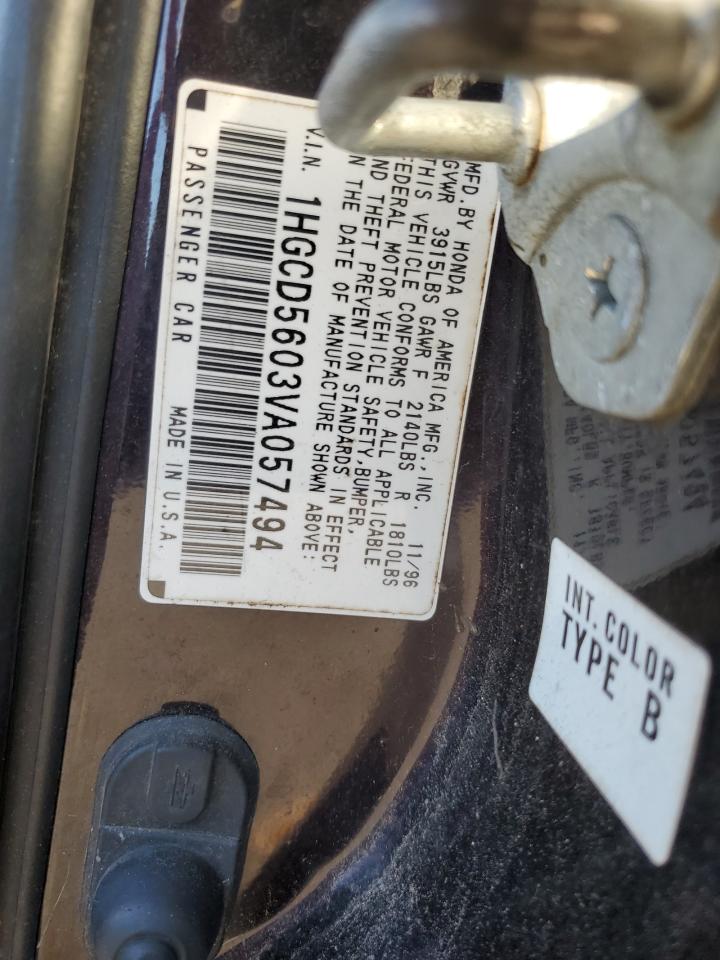 MFD. BY HONDA OF AMERICA MFG., INC. 11/96
GVWR 3915LBS GAWR F 2140LBS R 1810LBS
THIS VEHICLE CONFORMS TO ALL APPLICABLE
FEDERAL MOTOR VEHICLE SAFETY, BUMPER,
AND THEFT PREVENTION STANDARDS IN EFFECT
N THE DATE OF MANUFACTURE SHOWN ABOVE:
V.I.N. 1HGCD5603VA057494
PASSENGER CAR MADE IN U.S.A.
INT. COLOR
TYPE B